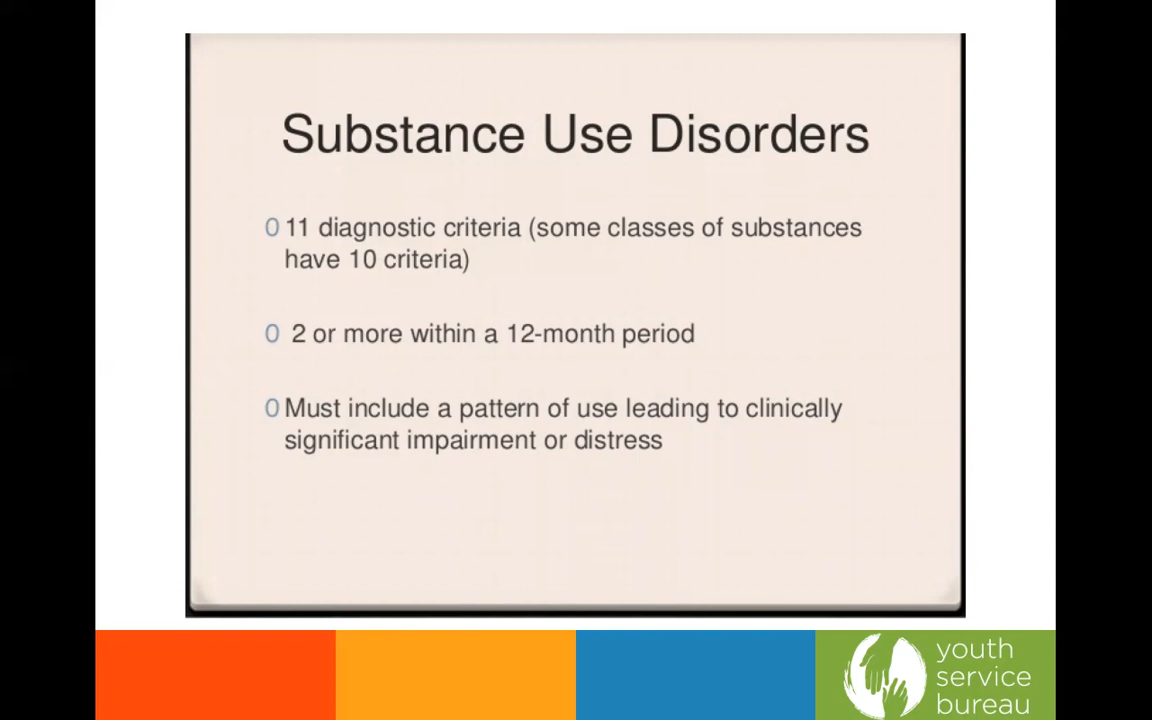 Substance Use Disorders
0 11 diagnostic criteria (some classes of substances
have 10 criteria)
0 2 or more within a 12-month period
0 Must include a pattern of use leading to clinically
significant impairment or distress
youth
service
bureau